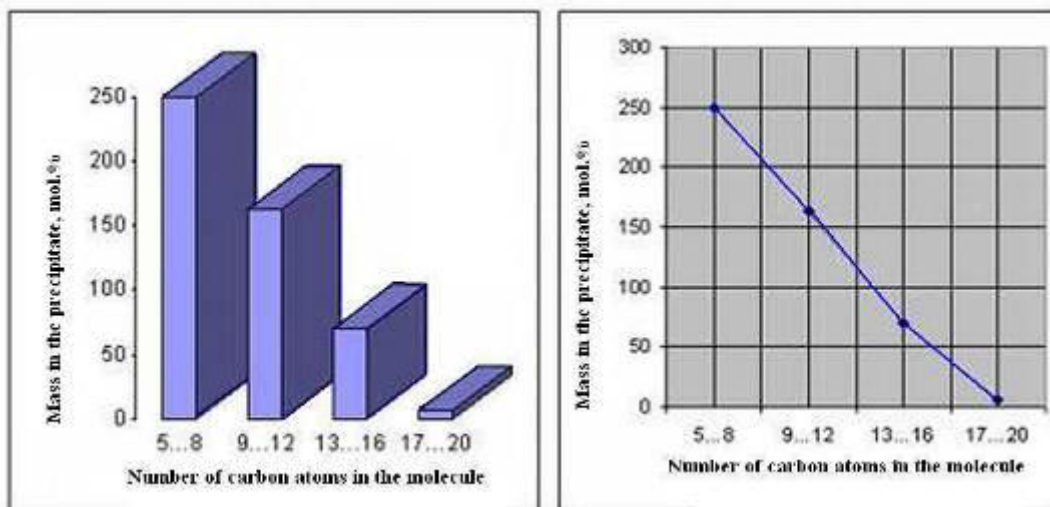 Mass in the precipitate, mol.%
250
200
150
100
50
0
5...8 9...12 13...16 17...20
Number of carbon atoms in the molecule
Mass in the precipitate, mol.%
300
250
200
150
100
50
0
5...8 9...12 13...16 17...20
Number of carbon atoms in the molecule